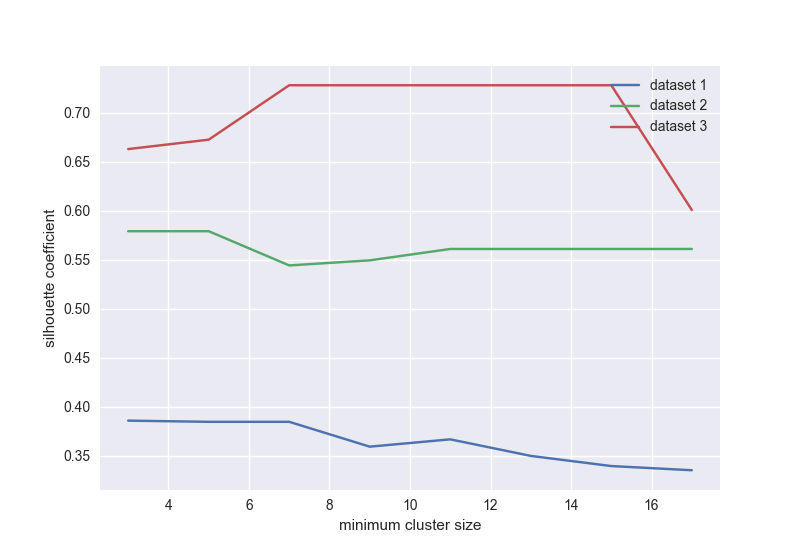 dataset 1
dataset 2
dataset 3
0.70
0.65
0.60
0.55
0.50
0.45
0.40
0.35
silhouette coefficient
4 6 8 10 12 14 16
minimum cluster size